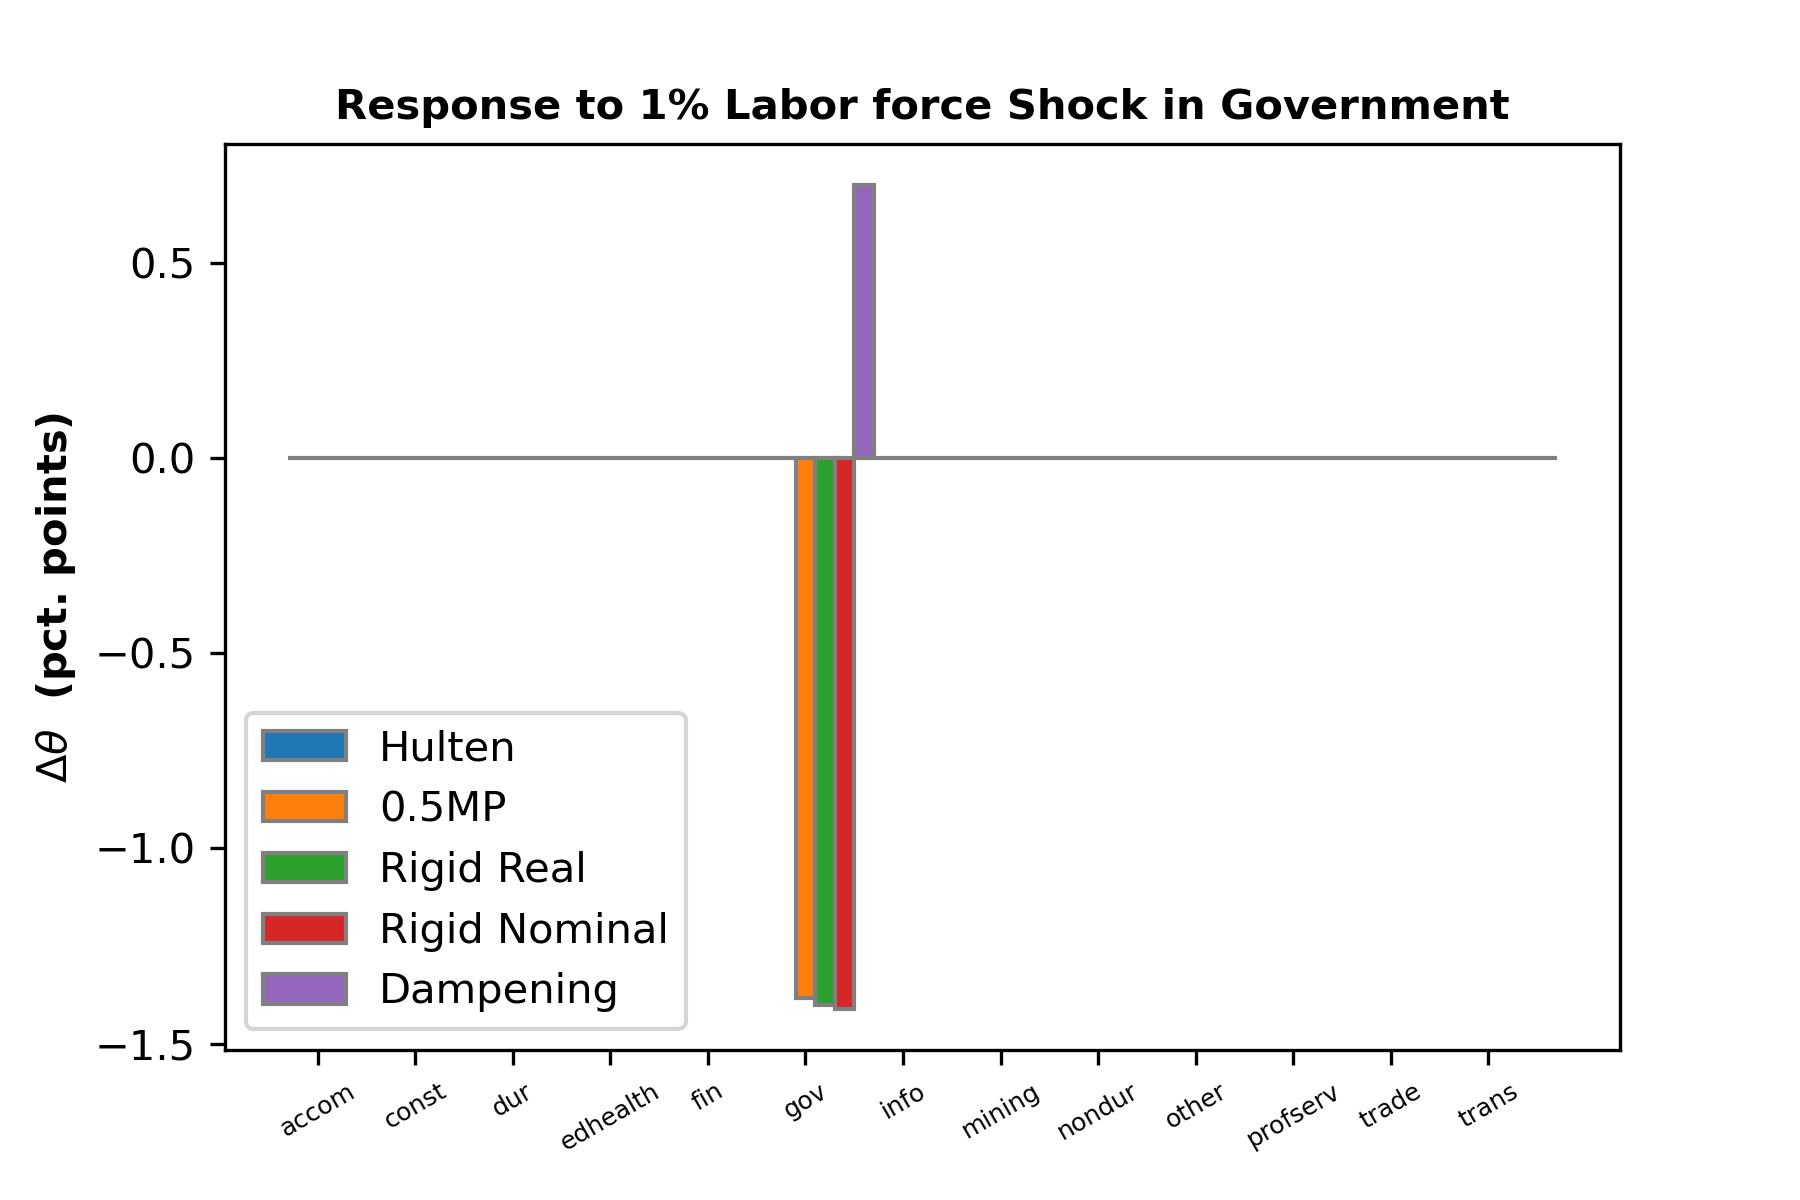 Response to 1% Labor force Shock in Government
Δθ (pct. points)
0.5
0.0
−0.5
−1.0
−1.5
Hulten
0.5MP
Rigid Real
Rigid Nominal
Dampening
accom const dur edhealth fin gov info mining nondur other profserv trade trans